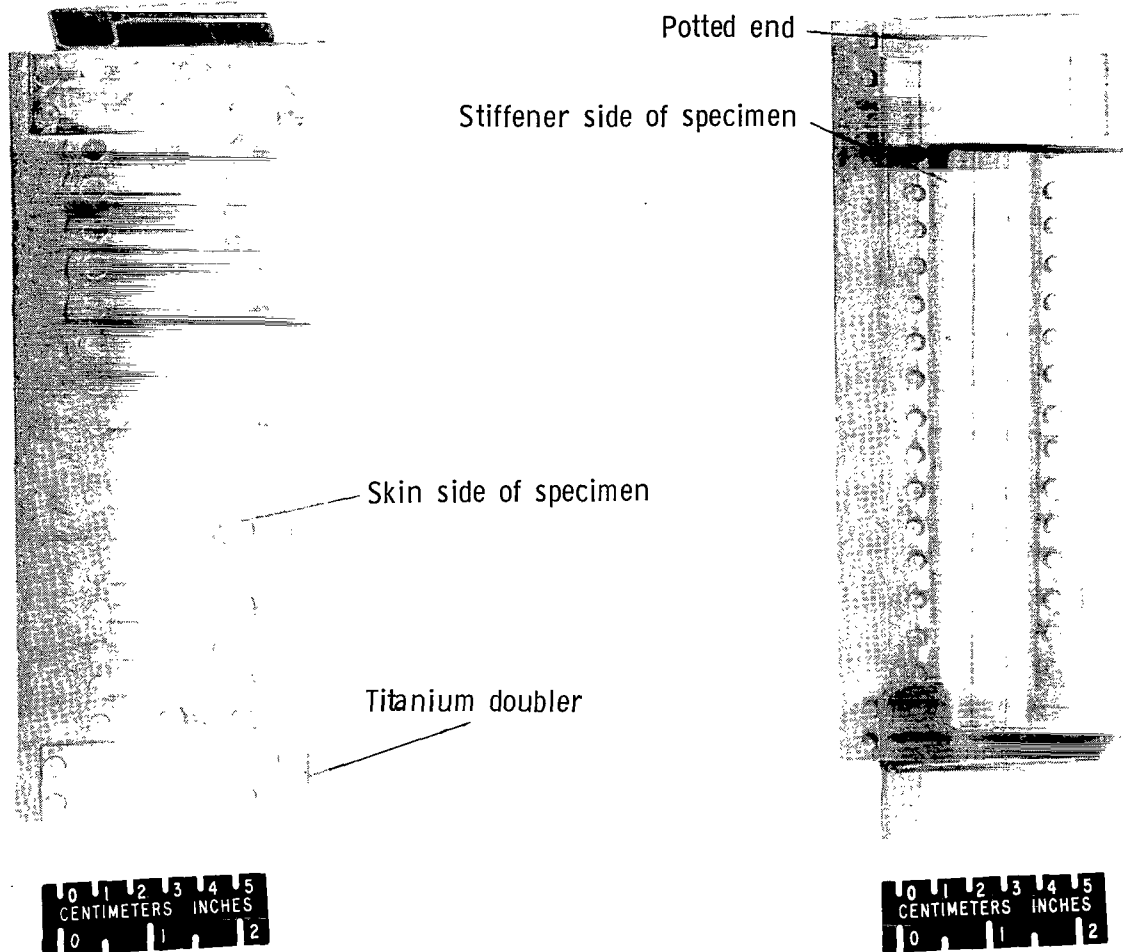 Potted end
Stiffener side of specimen
Skin side of specimen
Titanium doubler
0 1 2 3 4 5
CENTIMETERS INCHES
0 1 2
0 1 2 3 4 5
CENTIMETERS INCHES
0 1 2